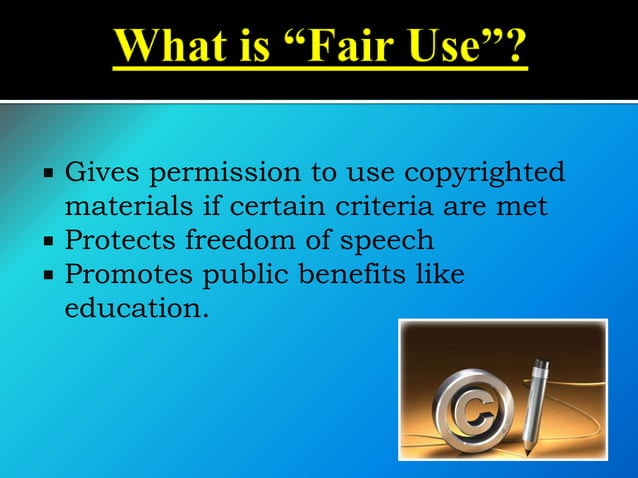 What is “Fair Use”?
▪ Gives permission to use copyrighted
materials if certain criteria are met
▪ Protects freedom of speech
▪ Promotes public benefits like
education.
©